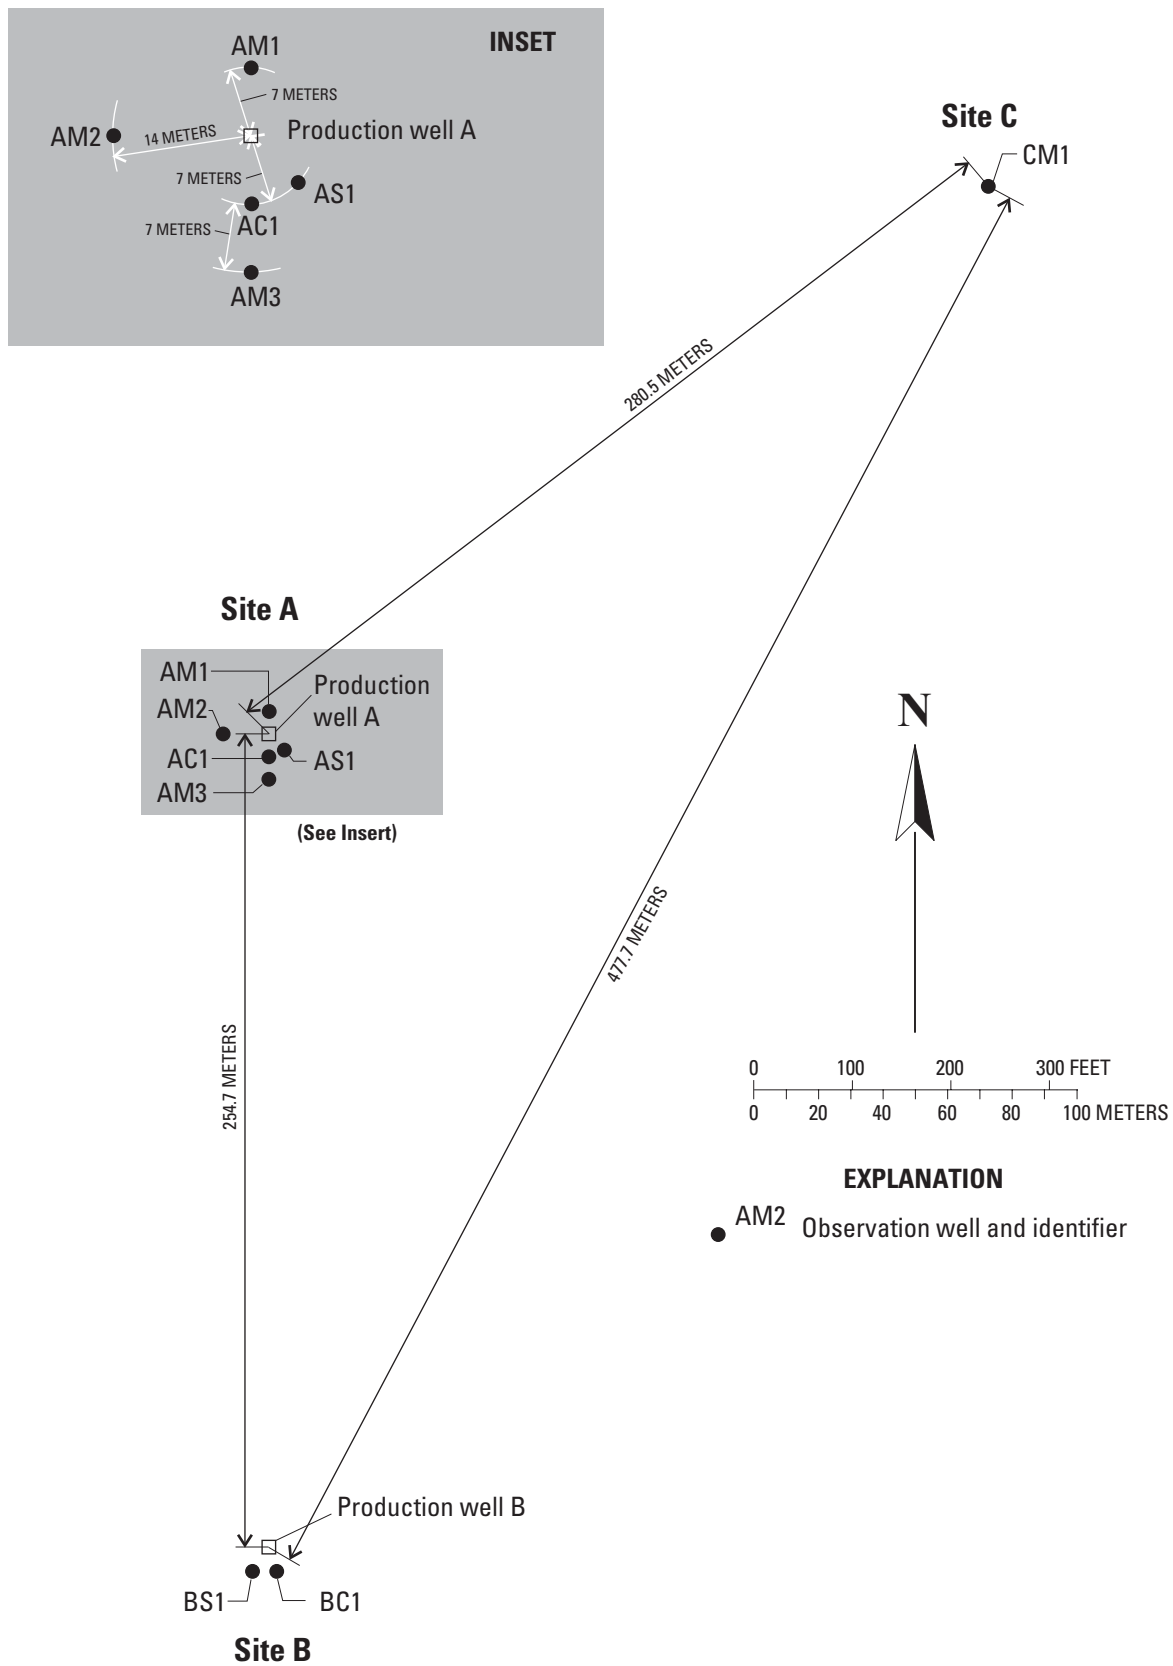 INSET
AM1
7 METERS
AM2
14 METERS
Production well A
7 METERS
AS1
AC1
7 METERS
AM3
Site C
CM1
280.5 METERS
Site A
AM1
Production
well A
AM2
AC1
AS1
AM3
(See Insert)
N
477.7 METERS
254.7 METERS
0 100 200 300 FEET
0 20 40 60 80 100 METERS
EXPLANATION
AM2 Observation well and identifier
Production well B
BS1
BC1
Site B